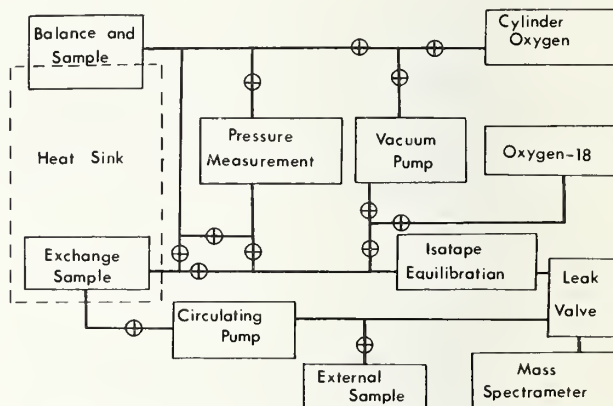 Balance and
Sample
Cylinder
Oxygen
Heat Sink
Pressure
Measurement
Vacuum
Pump
Oxygen-18
Exchange
Sample
Isatape
Equilibration
Leak
Valve
Circulating
Pump
External
Sample
Mass
Spectrometer